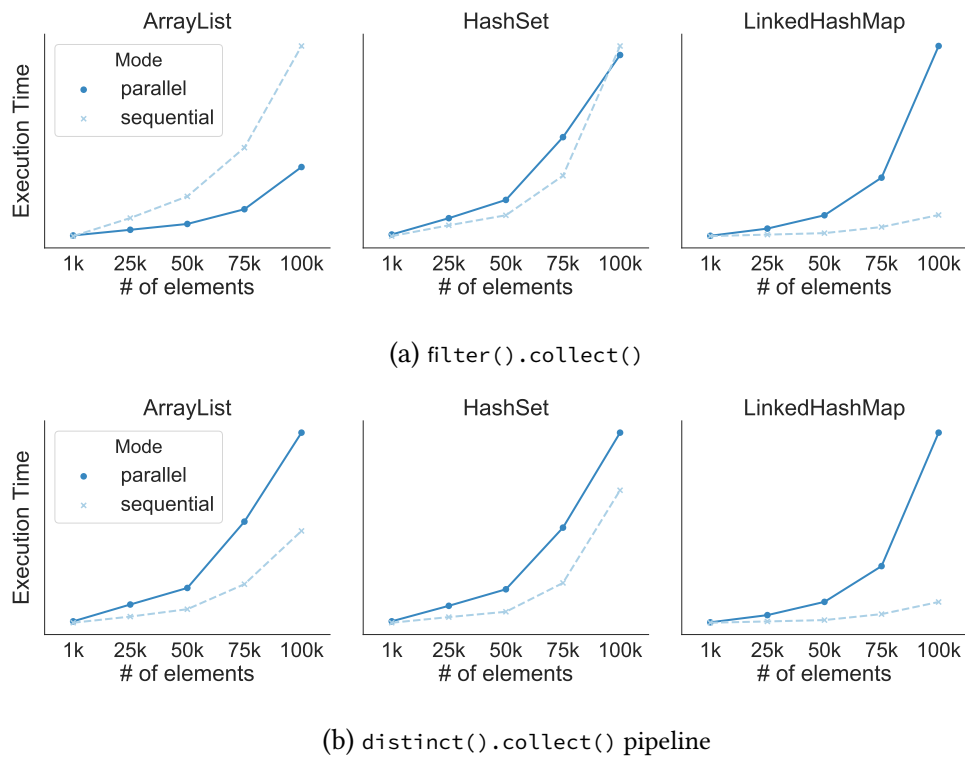 ArrayList HashSet LinkedHashMap
Mode
parallel
sequential
Execution Time
1k 25k 50k 75k 100k 1k 25k 50k 75k 100k 1k 25k 50k 75k 100k
# of elements # of elements # of elements
(a) filter().collect()
ArrayList HashSet LinkedHashMap
Mode
parallel
sequential
Execution Time
1k 25k 50k 75k 100k 1k 25k 50k 75k 100k 1k 25k 50k 75k 100k
# of elements # of elements # of elements
(b) distinct().collect() pipeline